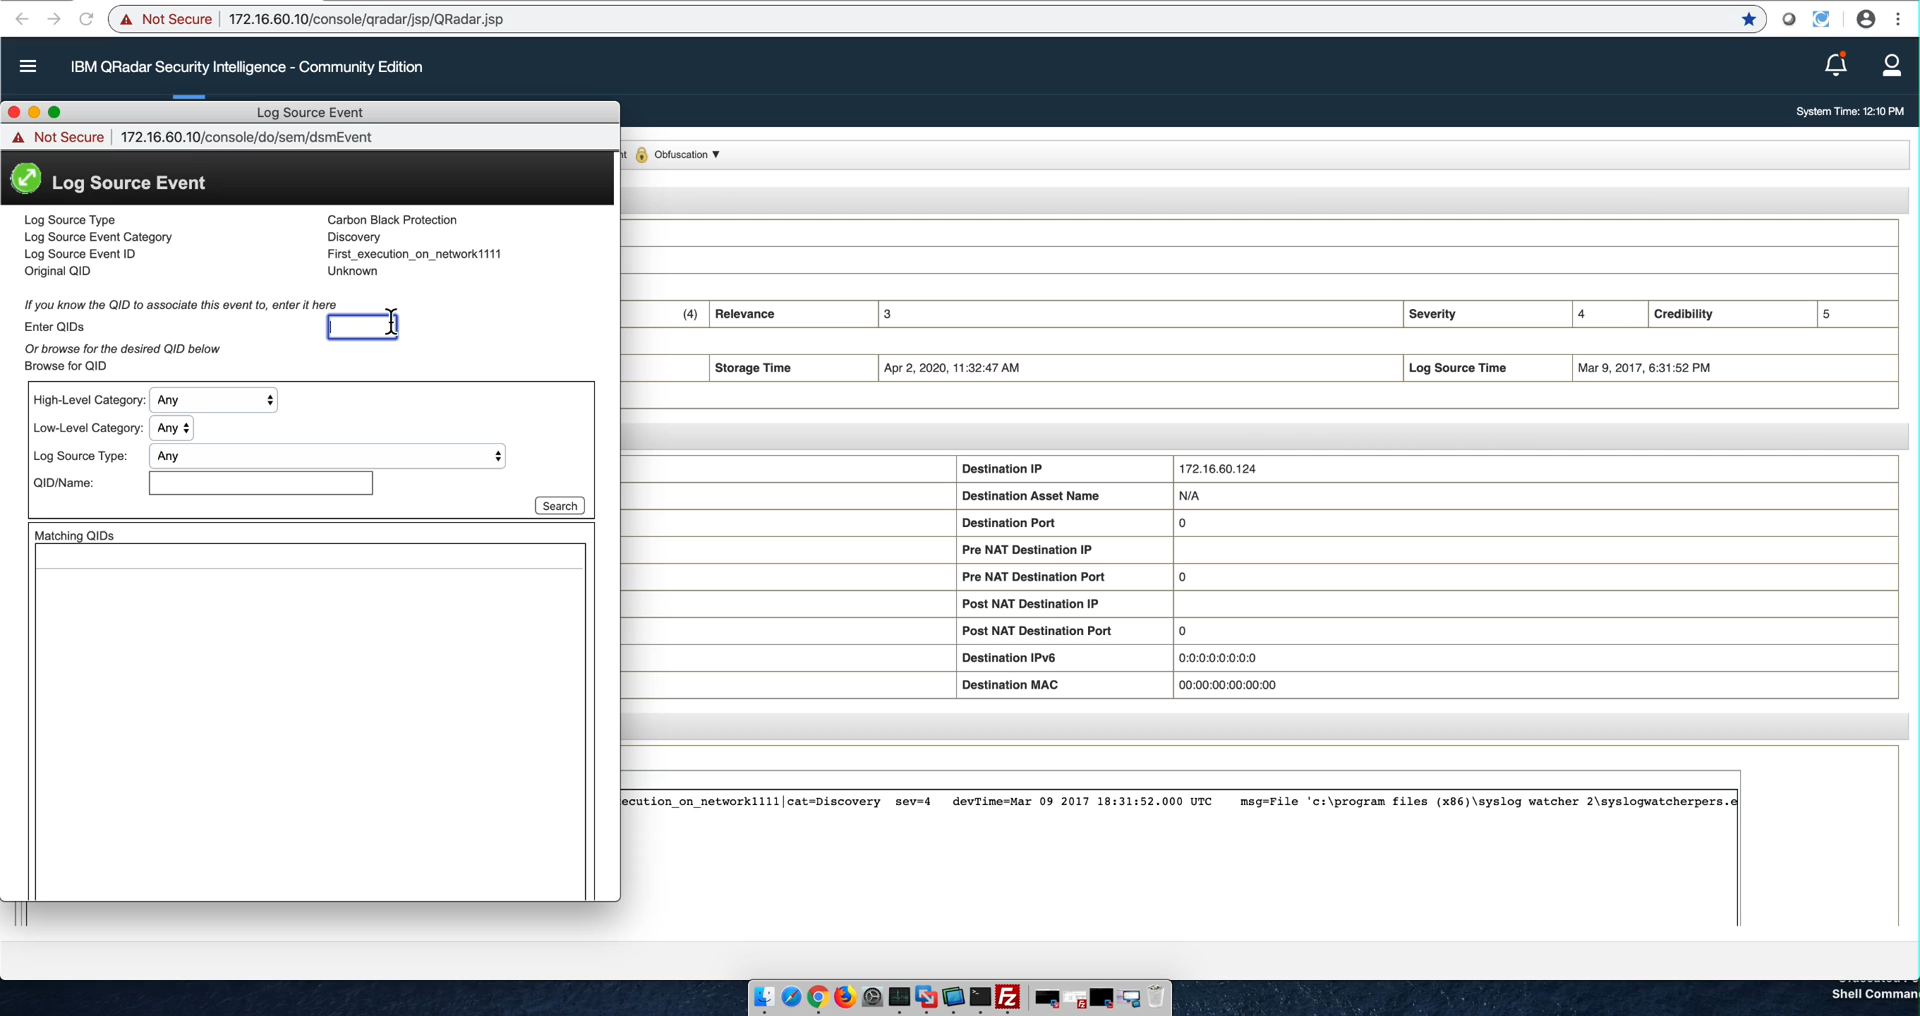 Not Secure 172.16.60.10/console/qradar/jsp/QRadar.jsp
IBM QRadar Security Intelligence - Community Edition
System Time: 12:10 PM
Log Source Event
Not Secure 172.16.60.10/console/do/sem/dsmEvent
Log Source Event
Log Source Type Carbon Black Protection
Log Source Event Category Discovery
Log Source Event ID First_execution_on_network1111
Original QID Unknown
If you know the QID to associate this event to, enter it here
Enter QIDs
Or browse for the desired QID below
Browse for QID
High-Level Category: Any
Low-Level Category: Any
Log Source Type: Any
QID/Name:
Search
Matching QIDs
nt Obfuscation ▼
(4) Relevance 3 Severity 4 Credibility 5
Storage Time Apr 2, 2020, 11:32:47 AM Log Source Time Mar 9, 2017, 6:31:52 PM
Destination IP 172.16.60.124
Destination Asset Name N/A
Destination Port 0
Pre NAT Destination IP
Pre NAT Destination Port 0
Post NAT Destination IP
Post NAT Destination Port 0
Destination IPv6 0:0:0:0:0:0:0:0
Destination MAC 00:00:00:00:00:00
ecution_on_network1111|cat=Discovery sev=4 devTime=Mar 09 2017 18:31:52.000 UTC msg=File 'c:\program files (x86)\syslog watcher 2\syslogwatcherpers.e
Shell Comman